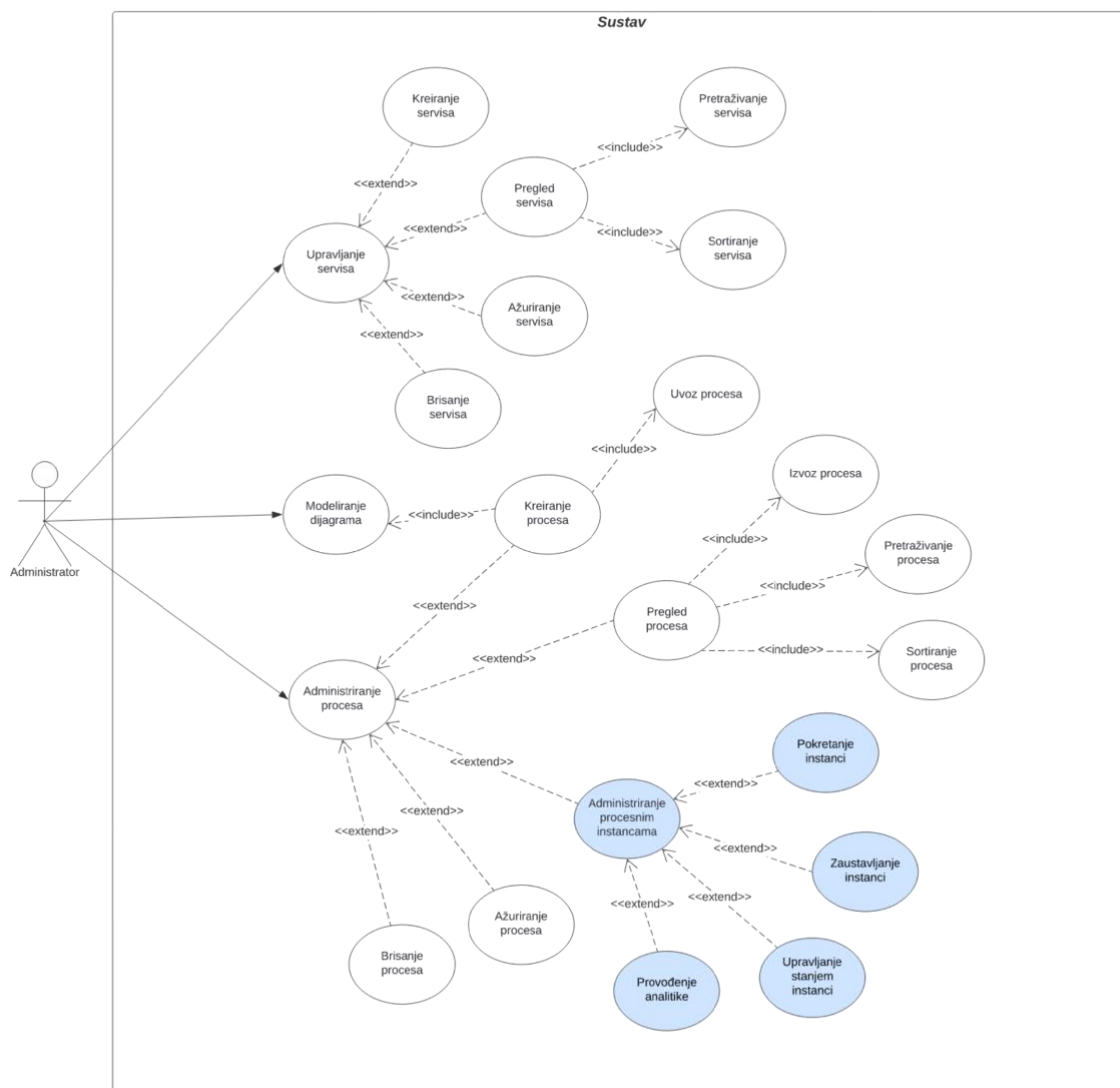 Sustav
Kreiranje
servisa
Pretraživanje
servisa
<<include>>
<<extend>>
Pregled
servisa
<<extend>>
<<include>>
Sortiranje
servisa
Upravljanje
servisa
<<extend>>
Ažuriranje
servisa
<<extend>>
Brisanje
servisa
Uvoz procesa
<<include>>
Izvoz procesa
Modeliranje
dijagrama
<<include>>
Kreiranje
procesa
<<include>>
Pretraživanje
procesa
Administrator
<<include>>
<<extend>>
Pregled
procesa
<<include>>
Sortiranje
procesa
<<extend>>
Administriranje
procesa
<<extend>>
Pokretanje
instanci
<<extend>>
Administriranje
procesnim
instancama
<<extend>>
<<extend>>
<<extend>>
Zaustavljanje
instanci
<<extend>>
<<extend>>
Ažuriranje
procesa
Brisanje
procesa
Provođenje
analitike
Upravljanje
stanjem
instanci